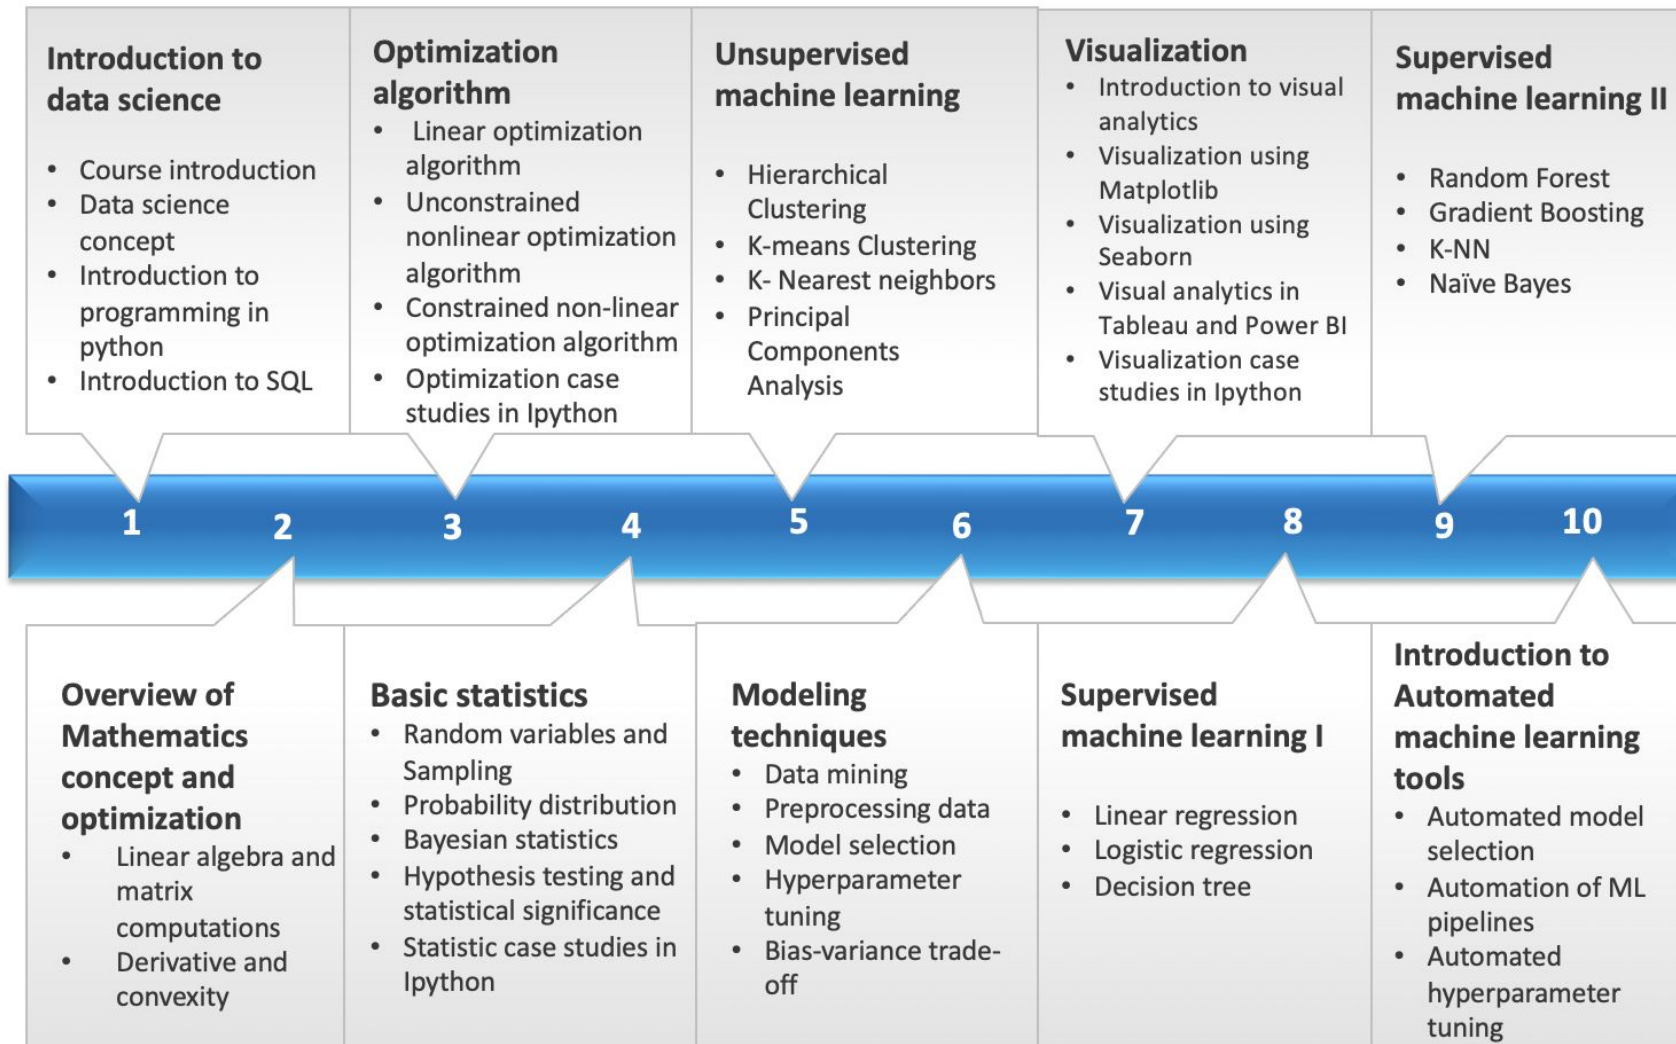 Introduction to
data science
• Course introduction
• Data science
concept
• Introduction to
programming in
python
• Introduction to SQL
Optimization
algorithm
• Linear optimization
algorithm
• Unconstrained
nonlinear optimization
algorithm
• Constrained non-linear
optimization algorithm
• Optimization case
studies in Ipython
Unsupervised
machine learning
• Hierarchical
Clustering
• K-means Clustering
• K- Nearest neighbors
• Principal
Components
Analysis
Visualization
• Introduction to visual
analytics
• Visualization using
Matplotlib
• Visualization using
Seaborn
• Visual analytics in
Tableau and Power BI
• Visualization case
studies in Ipython
Supervised
machine learning II
• Random Forest
• Gradient Boosting
• K-NN
• Naïve Bayes
1 2 3 4 5 6 7 8 9 10
Overview of
Mathematics
concept and
optimization
• Linear algebra and
matrix
computations
• Derivative and
convexity
Basic statistics
• Random variables and
Sampling
• Probability distribution
• Bayesian statistics
• Hypothesis testing and
statistical significance
• Statistic case studies in
Ipython
Modeling
techniques
• Data mining
• Preprocessing data
• Model selection
• Hyperparameter
tuning
• Bias-variance trade-
off
Supervised
machine learning I
• Linear regression
• Logistic regression
• Decision tree
Introduction to
Automated
machine learning
tools
• Automated model
selection
• Automation of ML
pipelines
• Automated
hyperparameter
tuning